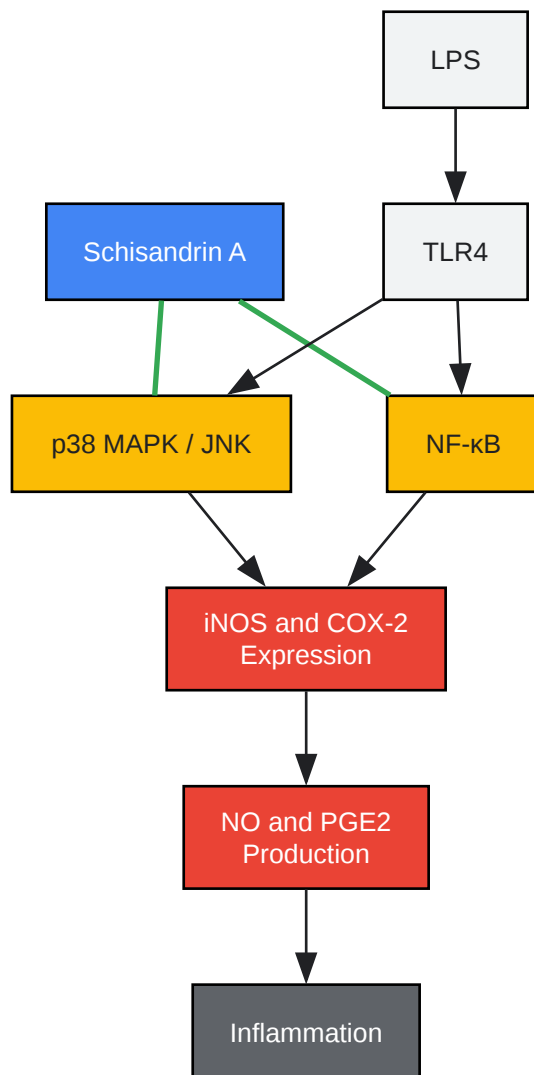 LPS
Schisandrin A
TLR4
p38 MAPK / JNK
NF-κB
iNOS and COX-2
Expression
NO and PGE2
Production
Inflammation